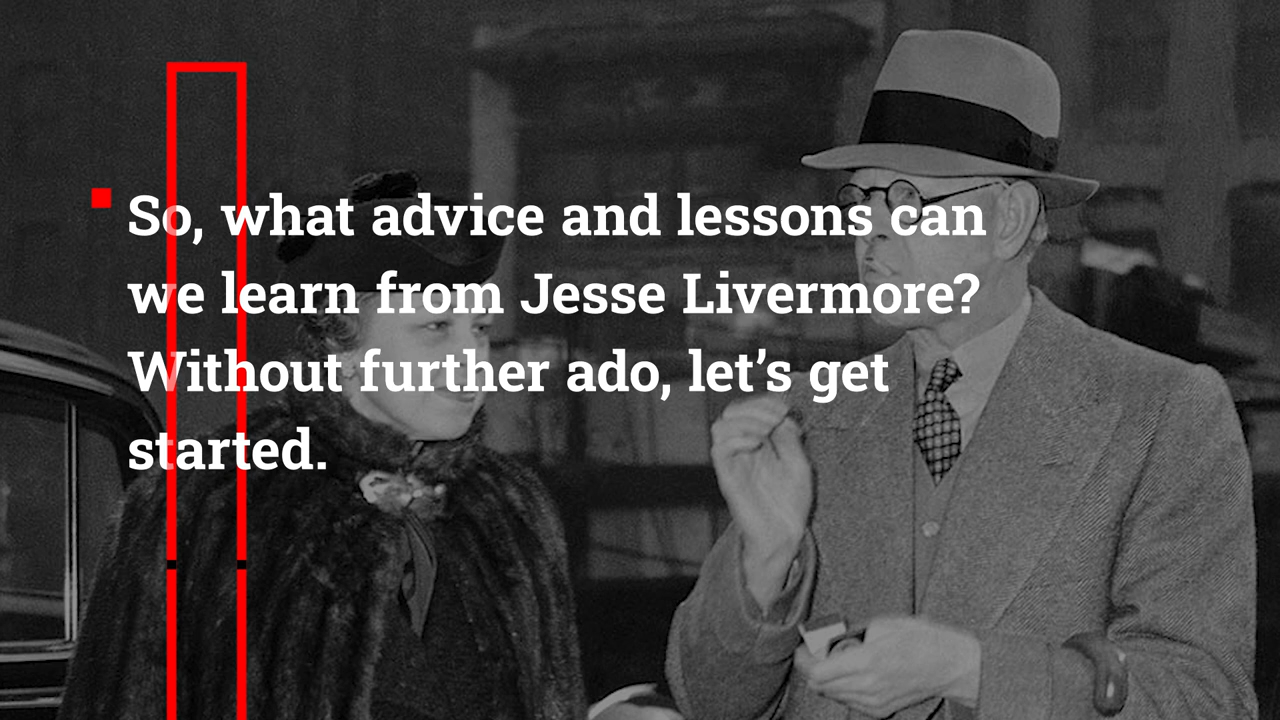 So, what advice and lessons can
we learn from Jesse Livermore?
Without further ado, let’s get
started.